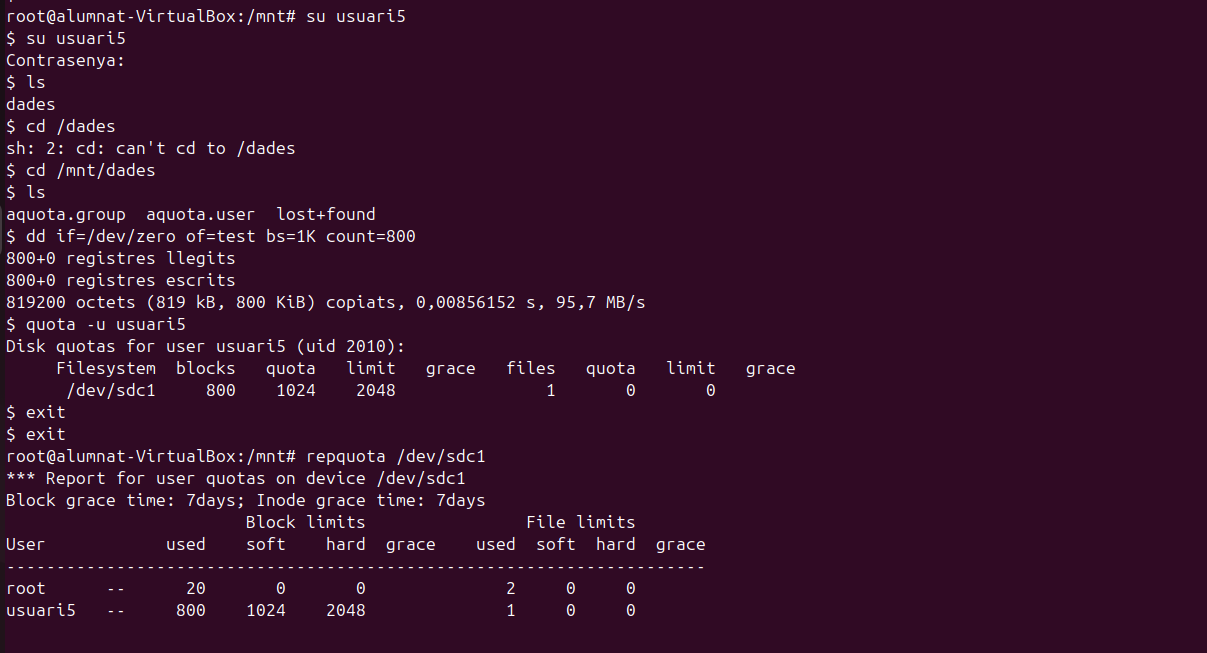 root@alumnat-VirtualBox:/mnt# su usuari5
$ su usuari5
Contrasenya:
$ ls
dades
$ cd /dades
sh: 2: cd: can't cd to /dades
$ cd /mnt/dades
$ ls
aquota.group  aquota.user  lost+found
$ dd if=/dev/zero of=test bs=1K count=800
800+0 registres llegits
800+0 registres escrits
819200 octets (819 kB, 800 KiB) copiats, 0,00856152 s, 95,7 MB/s
$ quota -u usuari5
Disk quotas for user usuari5 (uid 2010):
     Filesystem  blocks   quota   limit   grace   files   quota   limit   grace
      /dev/sdc1     800    1024    2048               1       0       0
$ exit
$ exit
root@alumnat-VirtualBox:/mnt# repquota /dev/sdc1
*** Report for user quotas on device /dev/sdc1
Block grace time: 7days; Inode grace time: 7days
                        Block limits                File limits
User            used    soft    hard  grace    used  soft  hard  grace
----------------------------------------------------------------------
root      --      20       0       0              2     0     0
usuari5   --     800    1024    2048              1     0     0